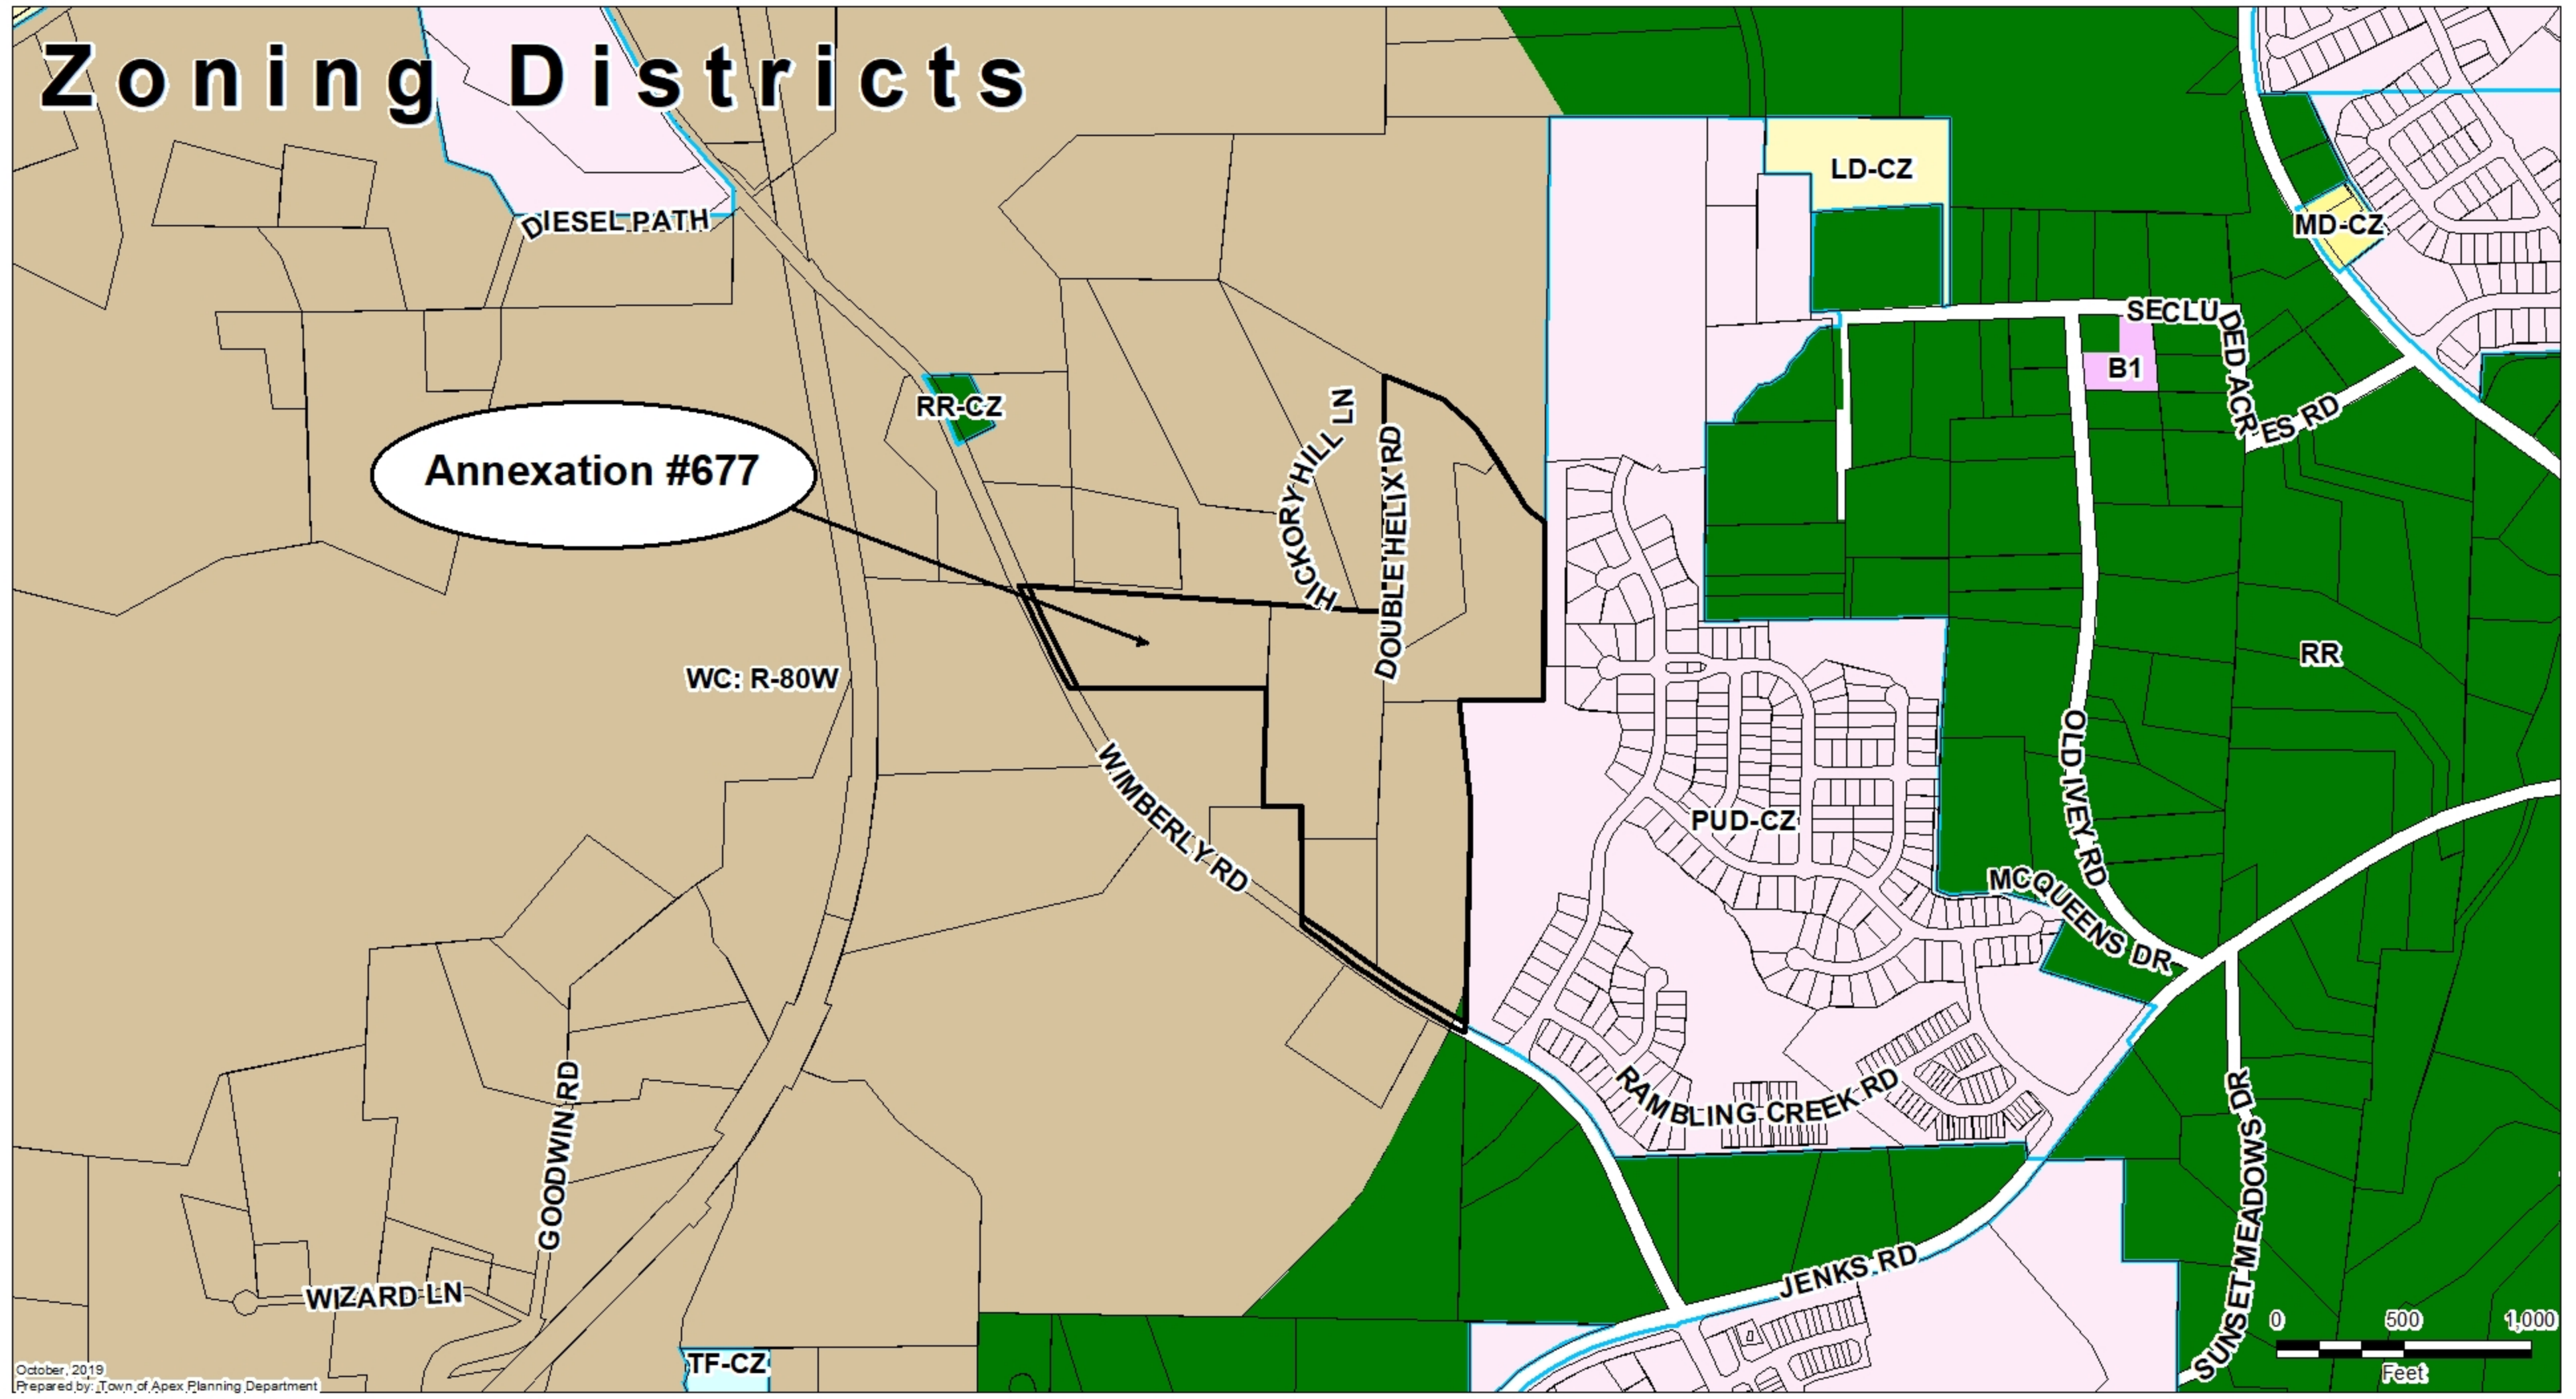 Zoning Districts
DIESEL PATH
LD-CZ
MD-CZ
SECLUDED ACRES RD
B1
RR-CZ
HICKORY HILL LN
DOUBLE HELIX RD
Annexation #677
WC: R-80W
RR
OLD IVEY RD
WIMBERLY RD
PUD-CZ
MCQUEENS DR
RAMBLING CREEK RD
GOODWIN RD
SUNSET MEADOWS DR
JENKS RD
WIZARD LN
TF-CZ
0 500 1,000
Feet
October, 2019
Prepared by: Town of Apex Planning Department